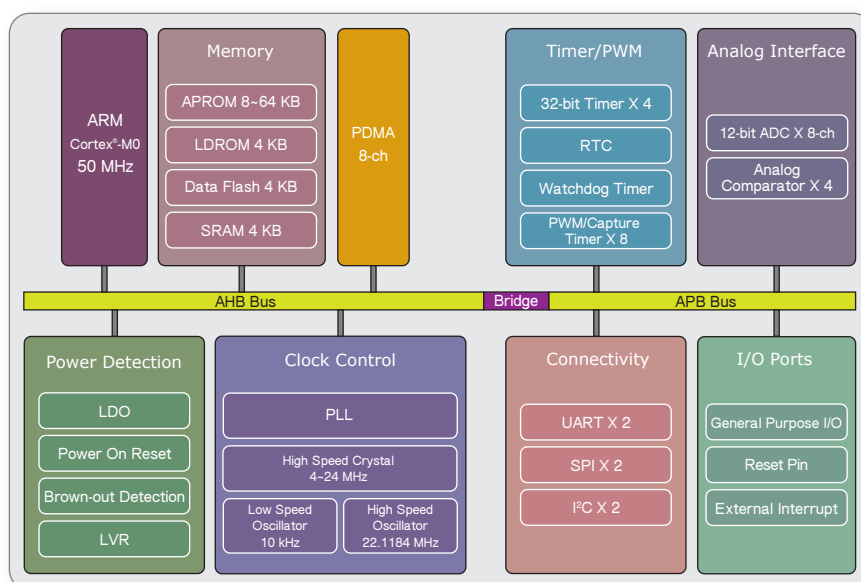 ARM
Cortex®-M0
50 MHz
Memory
APROM 8~64 KB
LDROM 4 KB
Data Flash 4 KB
SRAM 4 KB
PDMA
8-ch
Timer/PWM
32-bit Timer X 4
RTC
Watchdog Timer
PWM/Capture
Timer X 8
Analog Interface
12-bit ADC X 8-ch
Analog
Comparator X 4
AHB Bus
Bridge
APB Bus
Power Detection
LDO
Power On Reset
Brown-out Detection
LVR
Clock Control
PLL
High Speed Crystal
4~24 MHz
Low Speed
Oscillator
10 kHz
High Speed
Oscillator
22.1184 MHz
Connectivity
UART X 2
SPI X 2
I²C X 2
I/O Ports
General Purpose I/O
Reset Pin
External Interrupt